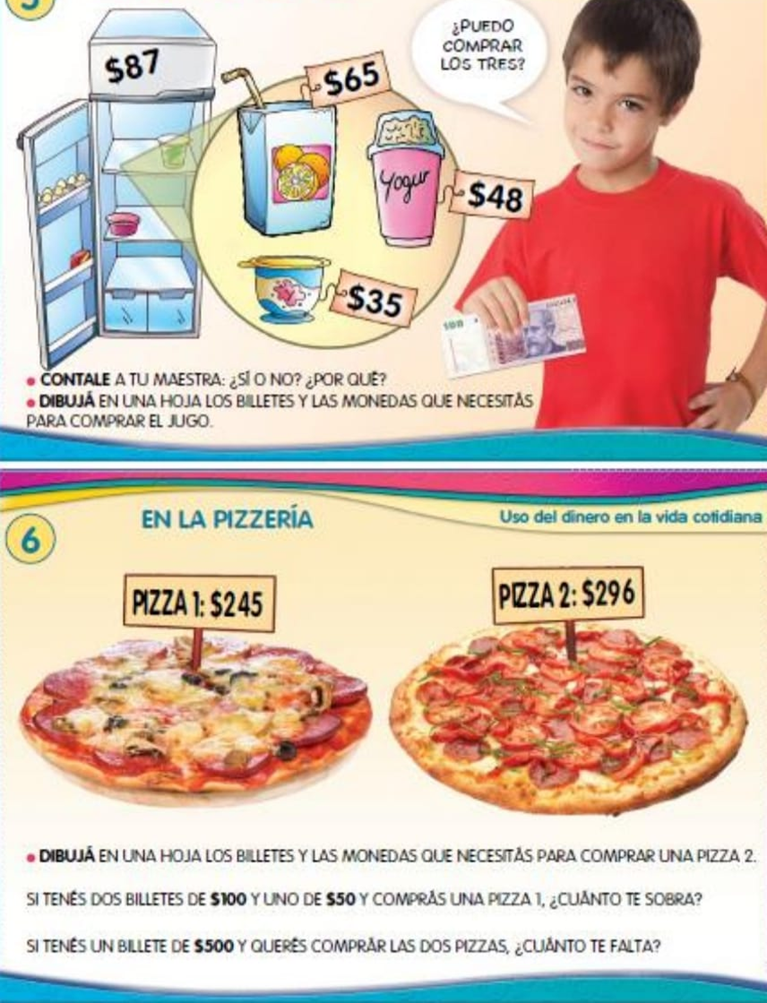 5
¿PUEDO
COMPRAR
LOS TRES?
$87
$65
Yogur
$48
$35
100
• CONTALE A TU MAESTRA: ¿SÍ O NO? ¿POR QUÉ?
• DIBUJÁ EN UNA HOJA LOS BILLETES Y LAS MONEDAS QUE NECESITÁS
PARA COMPRAR EL JUGO.
6
EN LA PIZZERÍA
Uso del dinero en la vida cotidiana
PIZZA 1: $245
PIZZA 2: $296
• DIBUJÁ EN UNA HOJA LOS BILLETES Y LAS MONEDAS QUE NECESITÁS PARA COMPRAR UNA PIZZA 2.
SI TENÉS DOS BILLETES DE $100 Y UNO DE $50 Y COMPRÁS UNA PIZZA 1, ¿CUÁNTO TE SOBRA?
SI TENÉS UN BILLETE DE $500 Y QUERÉS COMPRÁR LAS DOS PIZZAS, ¿CUÁNTO TE FALTA?